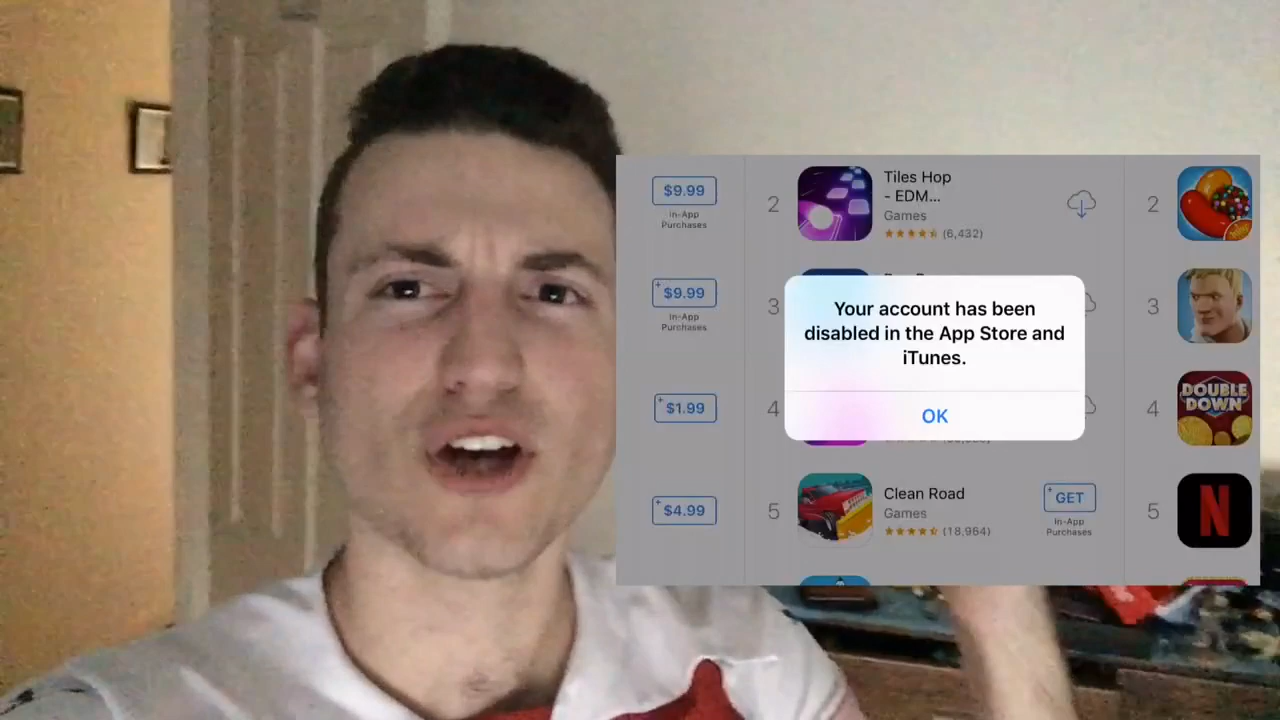 $9.99
In-App
Purchases
2
Tiles Hop
- EDM...
Games
(6,432)
2
+
$9.99
In-App
Purchases
3
3
Your account has been
disabled in the App Store and
iTunes.
OK
+
$1.99
4
DOUBLE
DOWN
4
+
$4.99
5
Clean Road
Games
(18,964)
+
GET
In-App
Purchases
5
N